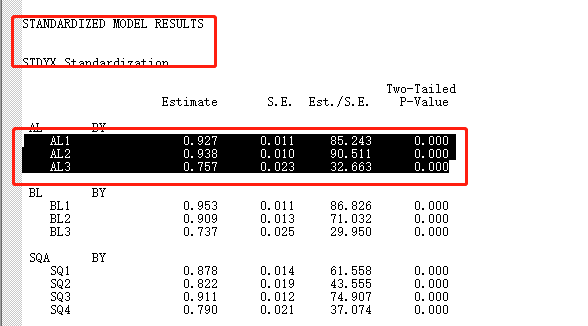 STANDARDIZED MODEL RESULTS
STDYX Standardization
Two-Tailed
Estimate S.E. Est./S.E. P-Value
AL BY
AL1 0.927 0.011 85.243 0.000
AL2 0.938 0.010 90.511 0.000
AL3 0.757 0.023 32.663 0.000
BL BY
BL1 0.953 0.011 86.826 0.000
BL2 0.909 0.013 71.032 0.000
BL3 0.737 0.025 29.950 0.000
SQA BY
SQ1 0.878 0.014 61.558 0.000
SQ2 0.822 0.019 43.555 0.000
SQ3 0.911 0.012 74.907 0.000
SQ4 0.790 0.021 37.074 0.000